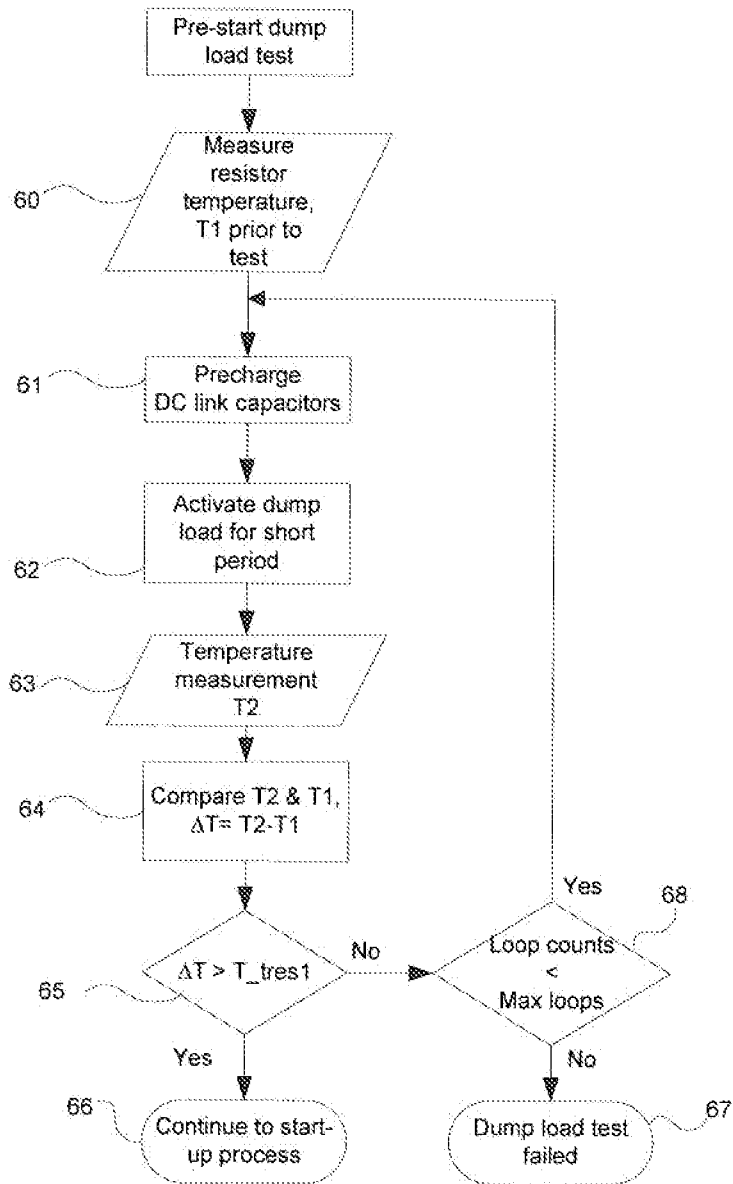 Pre-start dump
load test
60
Measure
resistor
temperature,
T1 prior to
test
61
Precharge
DC link capacitors
62
Activate dump
load for short
period
63
Temperature
measurement
T2
64
Compare T2 & T1,
ΔT= T2-T1
65
ΔT > T_tres1
No
Yes
68
Loop counts
<
Max loops
Yes
No
66
Continue to start-
up process
67
Dump load test
failed